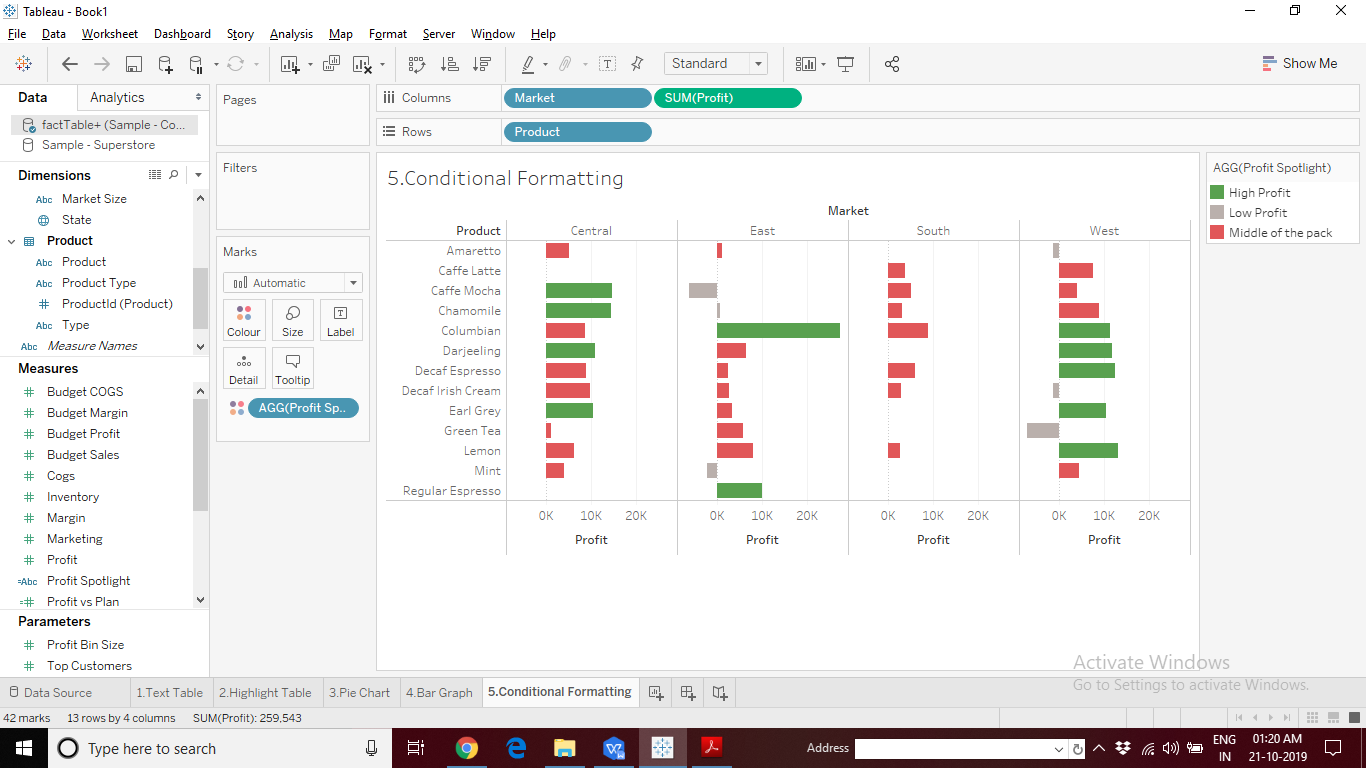 Tableau - Book1
File Data Worksheet Dashboard Story Analysis Map Format Server Window Help
Standard
Show Me
Data Analytics
factTable+ (Sample - Co...
Sample - Superstore
Dimensions
Abc Market Size
State
Product
Abc Product
Abc Product Type
# ProductId (Product)
Abc Type
Abc Measure Names
Measures
# Budget COGS
# Budget Margin
# Budget Profit
# Budget Sales
# Cogs
# Inventory
# Margin
# Marketing
# Profit
=Abc Profit Spotlight
=# Profit vs Plan
Parameters
# Profit Bin Size
# Top Customers
Pages
Filters
Marks
Automatic
Colour Size Label
Detail Tooltip
AGG(Profit Sp..
Columns Market SUM(Profit)
Rows Product
5.Conditional Formatting
Market
Product Central East South West
Amaretto
Caffe Latte
Caffe Mocha
Chamomile
Columbian
Darjeeling
Decaf Espresso
Decaf Irish Cream
Earl Grey
Green Tea
Lemon
Mint
Regular Espresso
0K 10K 20K 0K 10K 20K 0K 10K 20K 0K 10K 20K
Profit Profit Profit Profit
AGG(Profit Spotlight)
High Profit
Low Profit
Middle of the pack
Activate Windows
Go to Settings to activate Windows.
Data Source 1.Text Table 2.Highlight Table 3.Pie Chart 4.Bar Graph 5.Conditional Formatting
42 marks 13 rows by 4 columns SUM(Profit): 259,543
Type here to search
Address
ENG
IN
01:20 AM
21-10-2019